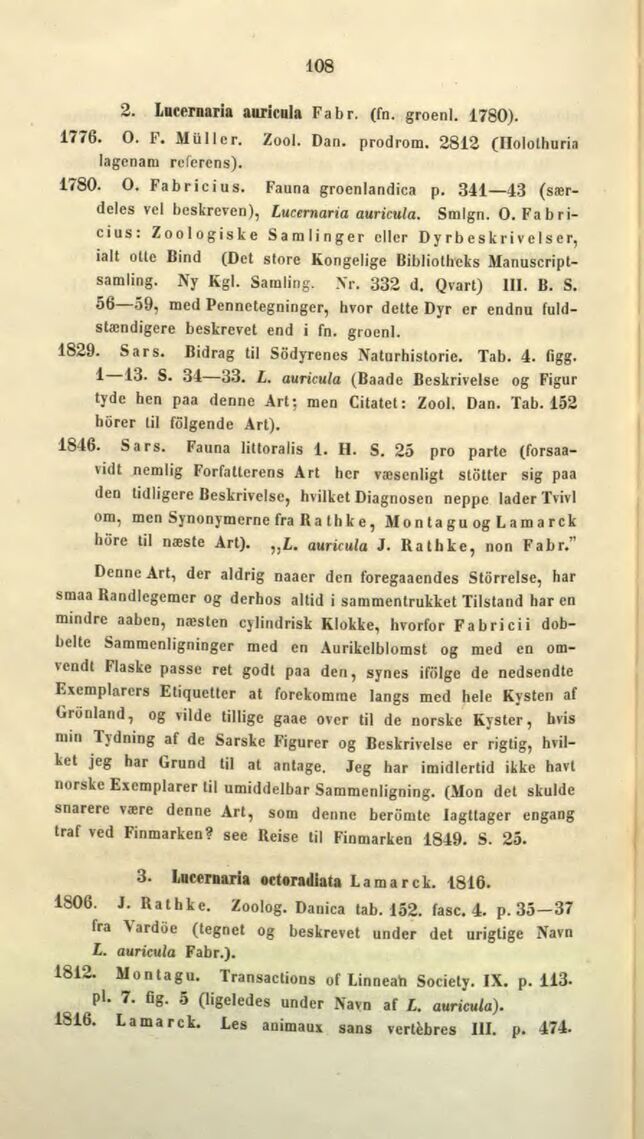 108
2. Lucernaria auricula Fabr. (fn. groenl. 1780).
1776. O. F. Müller. Zool. Dan. prodrom. 2812 (Holothuria
lagenam referens).
1780. O. Fabricius. Fauna groenlandica p. 341—43 (sær-
deles vel beskreven), Lucernaria auricula. Smlgn. O. Fabri-
cius: Zoologiske Samlinger eller Dyrbeskrivelser,
ialt otte Bind (Det store Kongelige Bibliotheks Manuscript-
samling. Ny Kgl. Samling. Nr. 332 d. Qvart) III. B. S.
56—59, med Pennetegninger, hvor dette Dyr er endnu fuld-
stændigere beskrevet end i fn. groenl.
1829. Sars. Bidrag til Södyrenes Naturhistorie. Tab. 4. figg.
1—13. S. 34—33. L. auricula (Baade Beskrivelse og Figur
tyde hen paa denne Art; men Citatet: Zool. Dan. Tab. 152
hörer til fölgende Art).
1846. Sars. Fauna littoralis 1. H. S. 25 pro parte (forsaa-
vidt nemlig Forfatterens Art her væsenligt stötter sig paa
den tidligere Beskrivelse, hvilket Diagnosen neppe lader Tvivl
om, men Synonymerne fra Rathke, Montagu og Lamarck
höre til næste Art). „L. auricula J. Rathke, non Fabr.”
Denne Art, der aldrig naaer den foregaaendes Störrelse, har
smaa Randlegemer og derhos altid i sammentrukket Tilstand har en
mindre aaben, næsten cylindrisk Klokke, hvorfor Fabricii dob-
belte Sammenligninger med en Aurikelblomst og med en om-
vendt Flaske passe ret godt paa den, synes ifölge de nedsendte
Exemplarers Etiquetter at forekomme langs med hele Kysten af
Grönland, og vilde tillige gaae over til de norske Kyster, hvis
min Tydning af de Sarske Figurer og Beskrivelse er rigtig, hvil-
ket jeg har Grund til at antage. Jeg har imidlertid ikke havt
norske Exemplarer til umiddelbar Sammenligning. (Mon det skulde
snarere være denne Art, som denne berömte Iagttager engang
traf ved Finmarken? see Reise til Finmarken 1849. S. 25.
3. Lucernaria octoradiata Lamarck. 1816.
1806. J. Rathke. Zoolog. Danica tab. 152. fasc. 4. p. 35—37
fra Vardöe (tegnet og beskrevet under det urigtige Navn
L. auricula Fabr.).
1812. Montagu. Transactions of Linnean Society. IX. p. 113.
pl. 7. fig. 5 (ligeledes under Navn af L. auricula).
1816. Lamarck. Les animaux sans vertèbres III. p. 474.